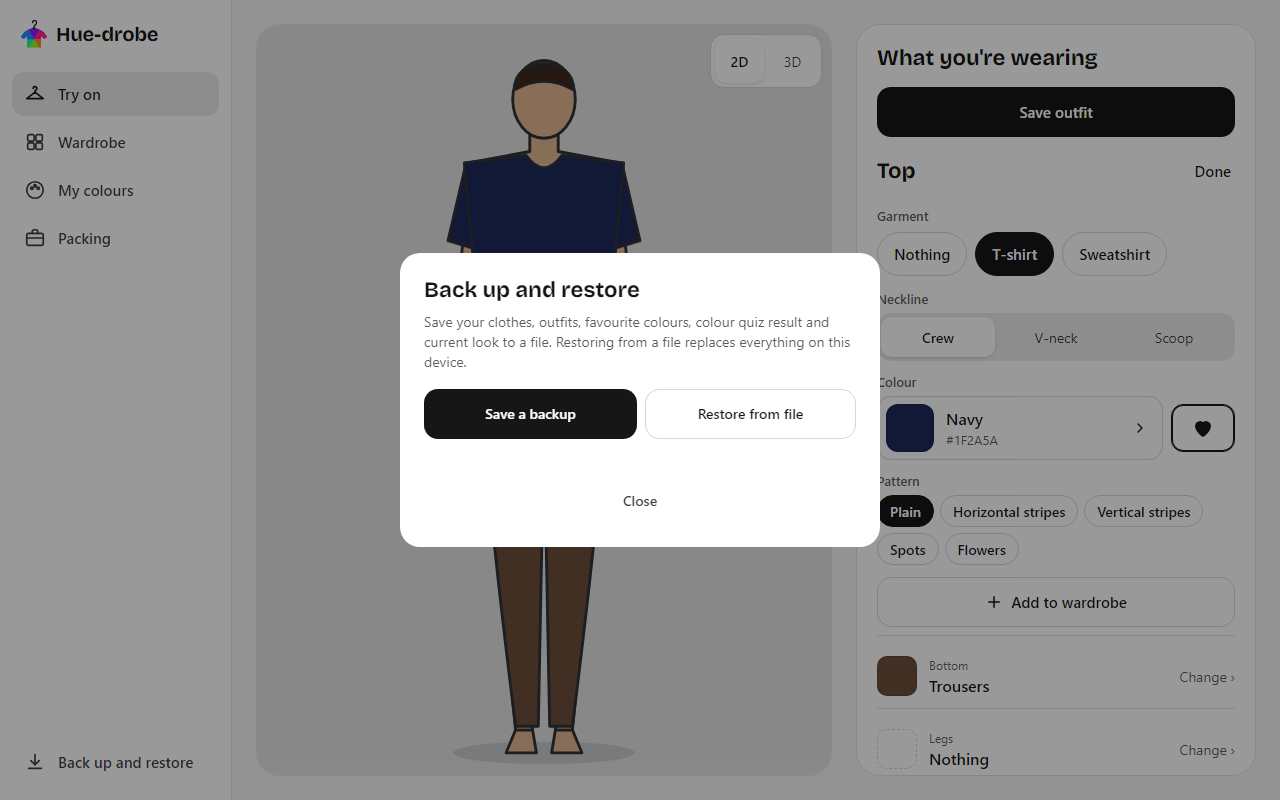 Hue-drobe
Try on
Wardrobe
My colours
Packing
Back up and restore
2D
3D
What you're wearing
Save outfit
Top
Done
Garment
Nothing
T-shirt
Sweatshirt
Neckline
Crew
V-neck
Scoop
Colour
Navy
#1F2A5A
Pattern
Plain
Horizontal stripes
Vertical stripes
Spots
Flowers
Add to wardrobe
Bottom
Trousers
Change ›
Legs
Nothing
Change ›
Back up and restore
Save your clothes, outfits, favourite colours, colour quiz result and
current look to a file. Restoring from a file replaces everything on this
device.
Save a backup
Restore from file
Close